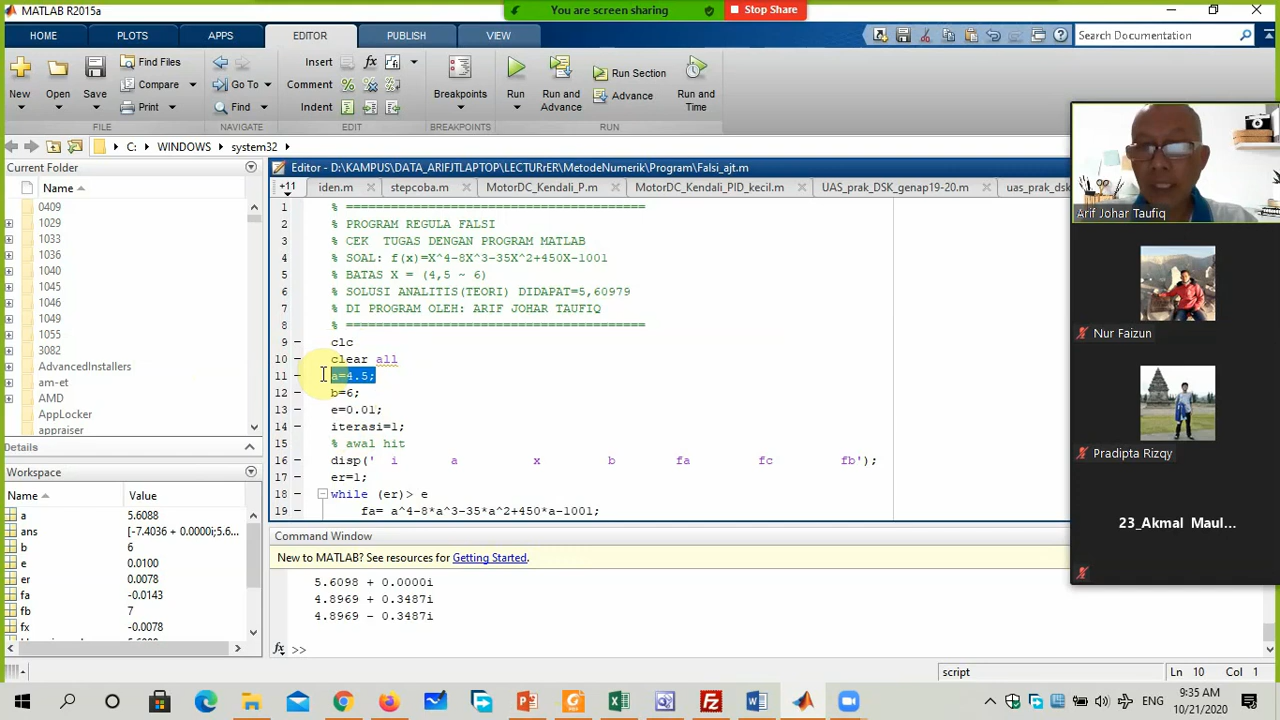 MATLAB R2015a
You are screen sharing
Stop Share
HOME PLOTS APPS EDITOR PUBLISH VIEW
Search Documentation
New Open Save
Find Files
Compare
Print
Go To
Find
Insert
Comment
Indent
fx
Breakpoints
Run
Run and Advance
Run Section
Advance
Run and Time
FILE NAVIGATE EDIT BREAKPOINTS RUN
C: WINDOWS system32
Current Folder
Name
0409
1029
1033
1036
1040
1045
1046
1049
1055
3082
AdvancedInstallers
am-et
AMD
AppLocker
appraiser
Details
Workspace
Name Value
a 5.6088
ans [-7.4036 + 0.0000i;5.6...
b 6
e 0.0100
er 0.0078
fa -0.0143
fb 7
fx -0.0078
Editor - D:\KAMPUS\DATA_ARIFJTLAPTOP\LECTURrER\MetodeNumerik\Program\Falsi_ajt.m
+11 iden.m stepcoba.m MotorDC_Kendali_P.m MotorDC_Kendali_PID_kecil.m UAS_prak_DSK_genap19-20.m uas_prak_dsk
1 % ========================================
2 % PROGRAM REGULA FALSI
3 % CEK TUGAS DENGAN PROGRAM MATLAB
4 % SOAL: f(x)=X^4-8X^3-35X^2+450X-1001
5 % BATAS X = (4,5 ~ 6)
6 % SOLUSI ANALITIS(TEORI) DIDAPAT=5,60979
7 % DI PROGRAM OLEH: ARIF JOHAR TAUFIQ
8 % ========================================
9 clc
10 clear all
11 a=4.5;
12 b=6;
13 e=0.01;
14 iterasi=1;
15 % awal hit
16 disp(' i a x b fa fc fb');
17 er=1;
18 while (er)> e
19 fa= a^4-8*a^3-35*a^2+450*a-1001;
Command Window
New to MATLAB? See resources for Getting Started.
5.6098 + 0.0000i
4.8969 + 0.3487i
4.8969 - 0.3487i
fx >>
script Ln 10 Col 1
Arif Johar Taufiq
Nur Faizun
Pradipta Rizqy
23_Akmal Maul...
ENG
9:35 AM
10/21/2020